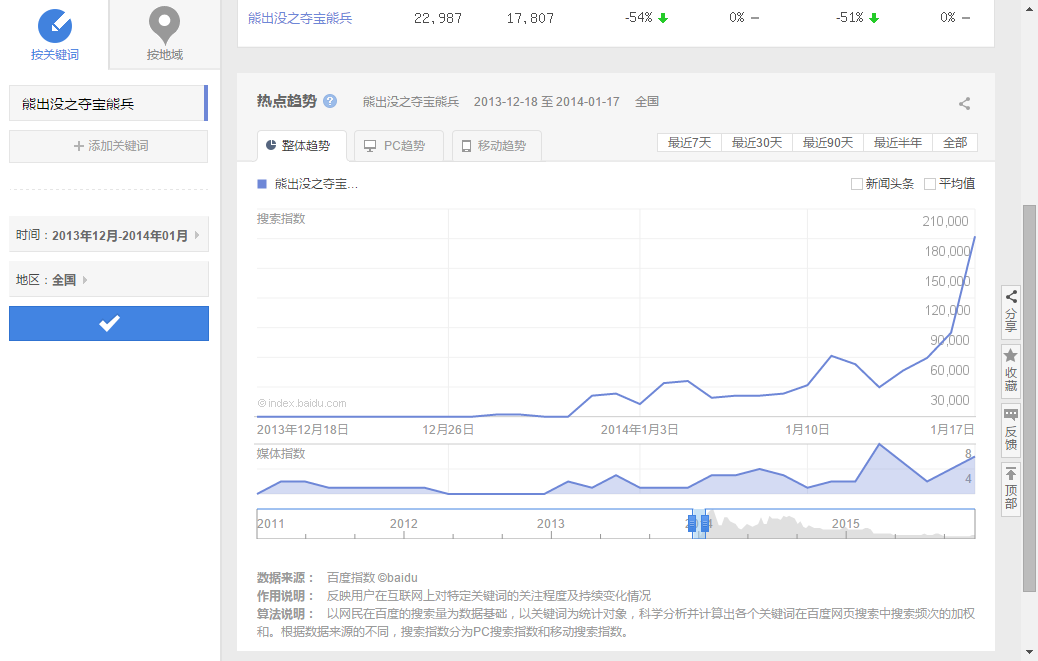 熊出没之夺宝熊兵 22,987 17,807 -54% 0% — -51% 0% —
按关键词 按地域
熊出没之夺宝熊兵
+ 添加关键词
时间：2013年12月-2014年01月
地区：全国
热点趋势 ? 熊出没之夺宝熊兵 2013-12-18 至 2014-01-17 全国
整体趋势 PC趋势 移动趋势 最近7天 最近30天 最近90天 最近半年 全部
熊出没之夺宝... 新闻头条 平均值
搜索指数
210,000
180,000
150,000
120,000
90,000
60,000
30,000
©index.baidu.com
2013年12月18日 12月26日 2014年1月3日 1月10日 1月17日
媒体指数
8
4
2011 2012 2013 2014 2015
数据来源： 百度指数 ©baidu
作用说明： 反映用户在互联网上对特定关键词的关注程度及持续变化情况
算法说明： 以网民在百度的搜索量为数据基础，以关键词为统计对象，科学分析并计算出各个关键词在百度网页搜索中搜索频次的加权
和。根据数据来源的不同，搜索指数分为PC搜索指数和移动搜索指数。
分享
收藏
反馈
顶部